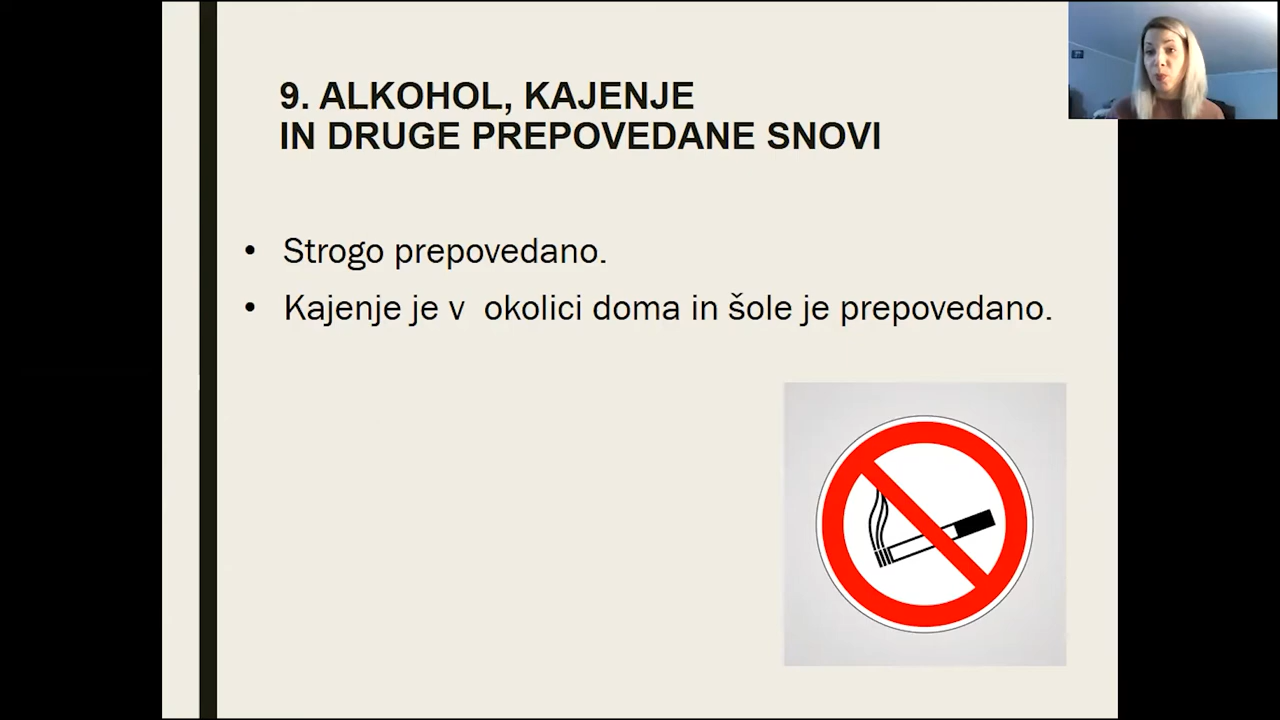 9. ALKOHOL, KAJENJE
IN DRUGE PREPOVEDANE SNOVI
• Strogo prepovedano.
• Kajenje je v  okolici doma in šole je prepovedano.